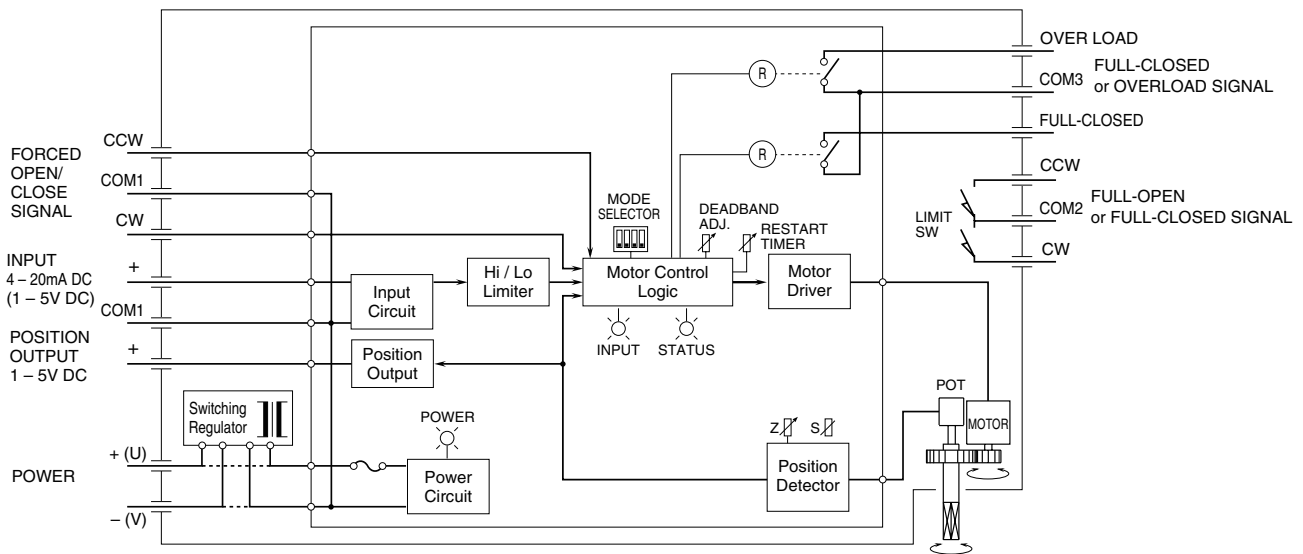 OVER LOAD
COM3
FULL-CLOSED
or OVERLOAD SIGNAL
FULL-CLOSED
CCW
COM2
FULL-OPEN
or FULL-CLOSED SIGNAL
CW
LIMIT
SW
R
R
FORCED
OPEN/
CLOSE
SIGNAL
CCW
COM1
CW
INPUT
4 – 20mA DC
(1 – 5V DC)
+
COM1
POSITION
OUTPUT
1 – 5V DC
+
MODE
SELECTOR
DEADBAND
ADJ.
RESTART
TIMER
Input
Circuit
Hi / Lo
Limiter
Motor Control
Logic
Motor
Driver
INPUT
STATUS
Position
Output
Switching
Regulator
POWER
+ (U)
– (V)
POWER
Power
Circuit
Z
S
Position
Detector
POT
MOTOR